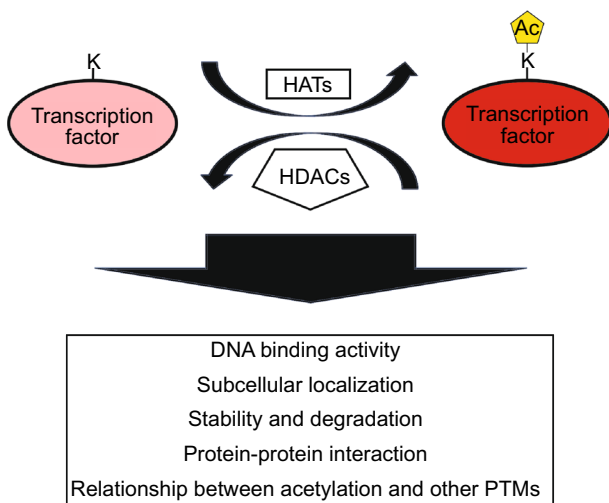 Ac
K
K
Transcription
factor
HATs
Transcription
factor
HDACs
DNA binding activity
Subcellular localization
Stability and degradation
Protein-protein interaction
Relationship between acetylation and other PTMs